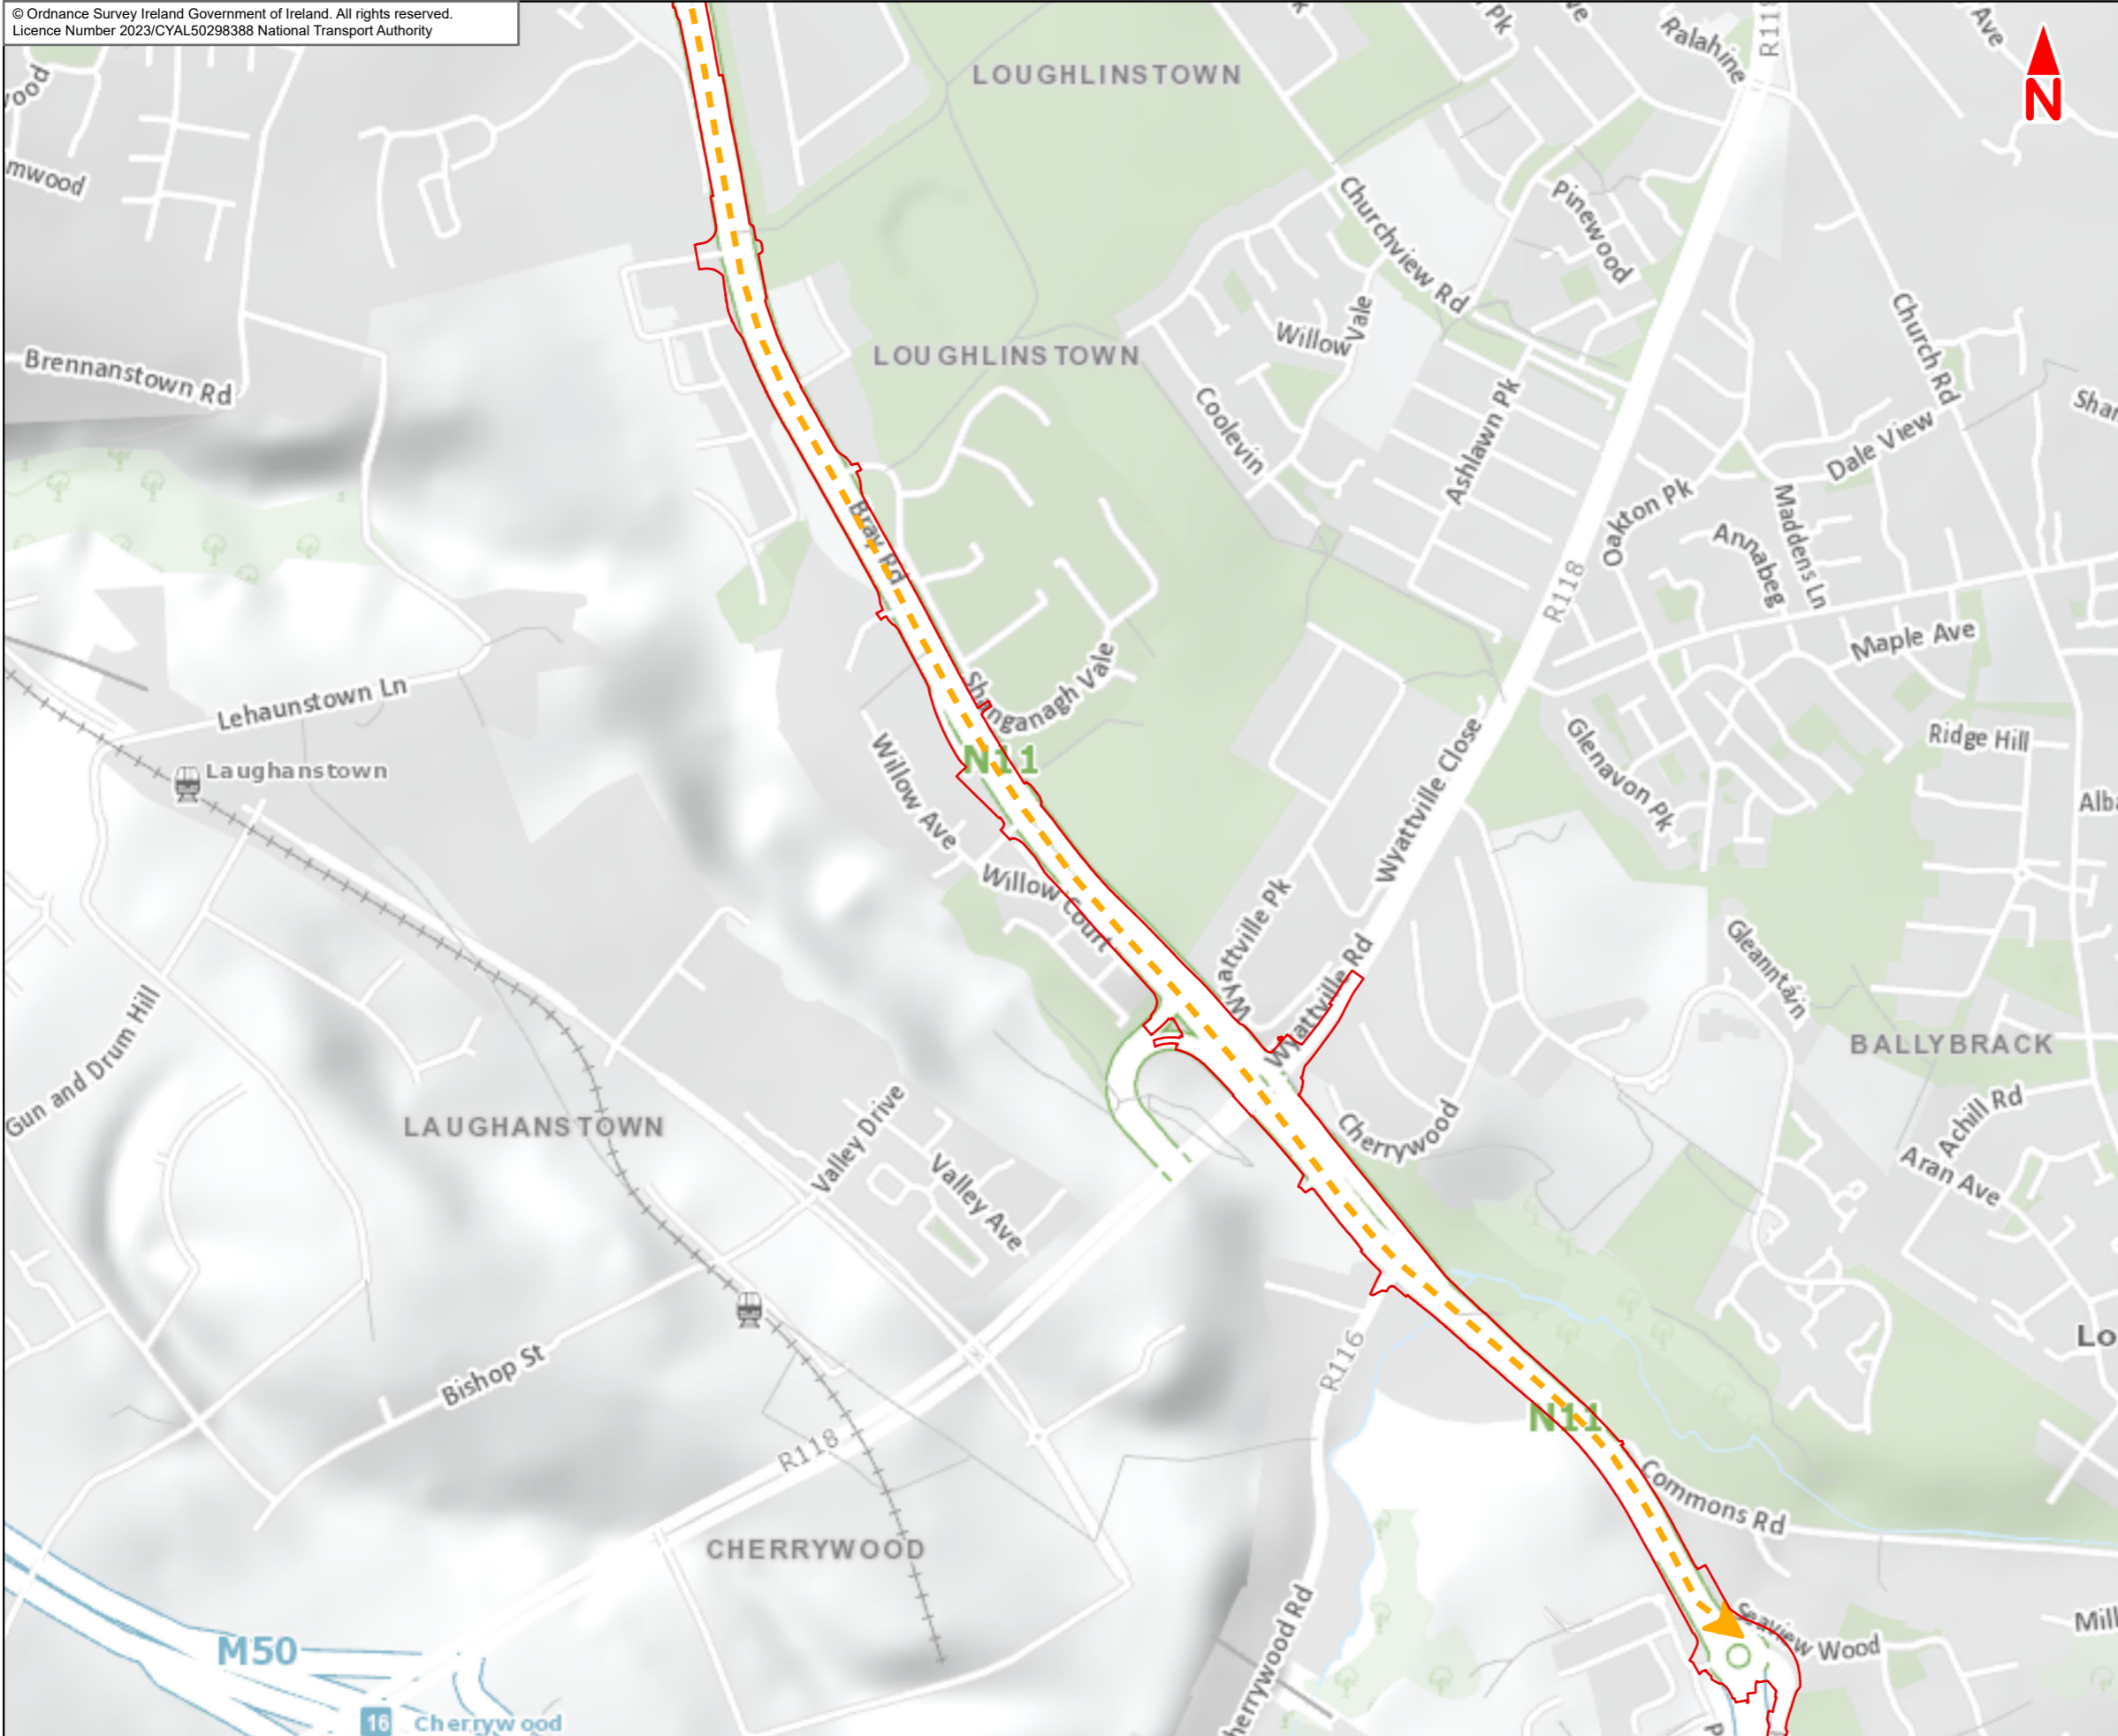 © Ordnance Survey Ireland Government of Ireland. All rights reserved.
Licence Number 2023/CYAL50298388 National Transport Authority
N
Pk
Ave
R118
Ralahine
LOUGHLINSTOWN
Pinewood
Churchview Rd
Willow Vale
Church Rd
LOUGHLINSTOWN
Brennanstown Rd
Coolevin
Ashlawn Pk
Dale View
Oakton Pk
Maddens Ln
Annabeg
Bray Rd
R118
Maple Ave
Shanganagh Vale
Lehaunstown Ln
Laughanstown
N11
Willow Ave
Wyattville Close
Glenavon Pk
Ridge Hill
Willow Court
Wyattville Pk
Wyattville Rd
Gleanntáin
Gun and Drum Hill
BALLYBRACK
LAUGHANSTOWN
Valley Drive
Valley Ave
Cherrywood
Achill Rd
Aran Ave
R116
Bishop St
N11
R118
Commons Rd
CHERRYWOOD
Seaview Wood
Cherrywood Rd
M50
16
Cherrywood